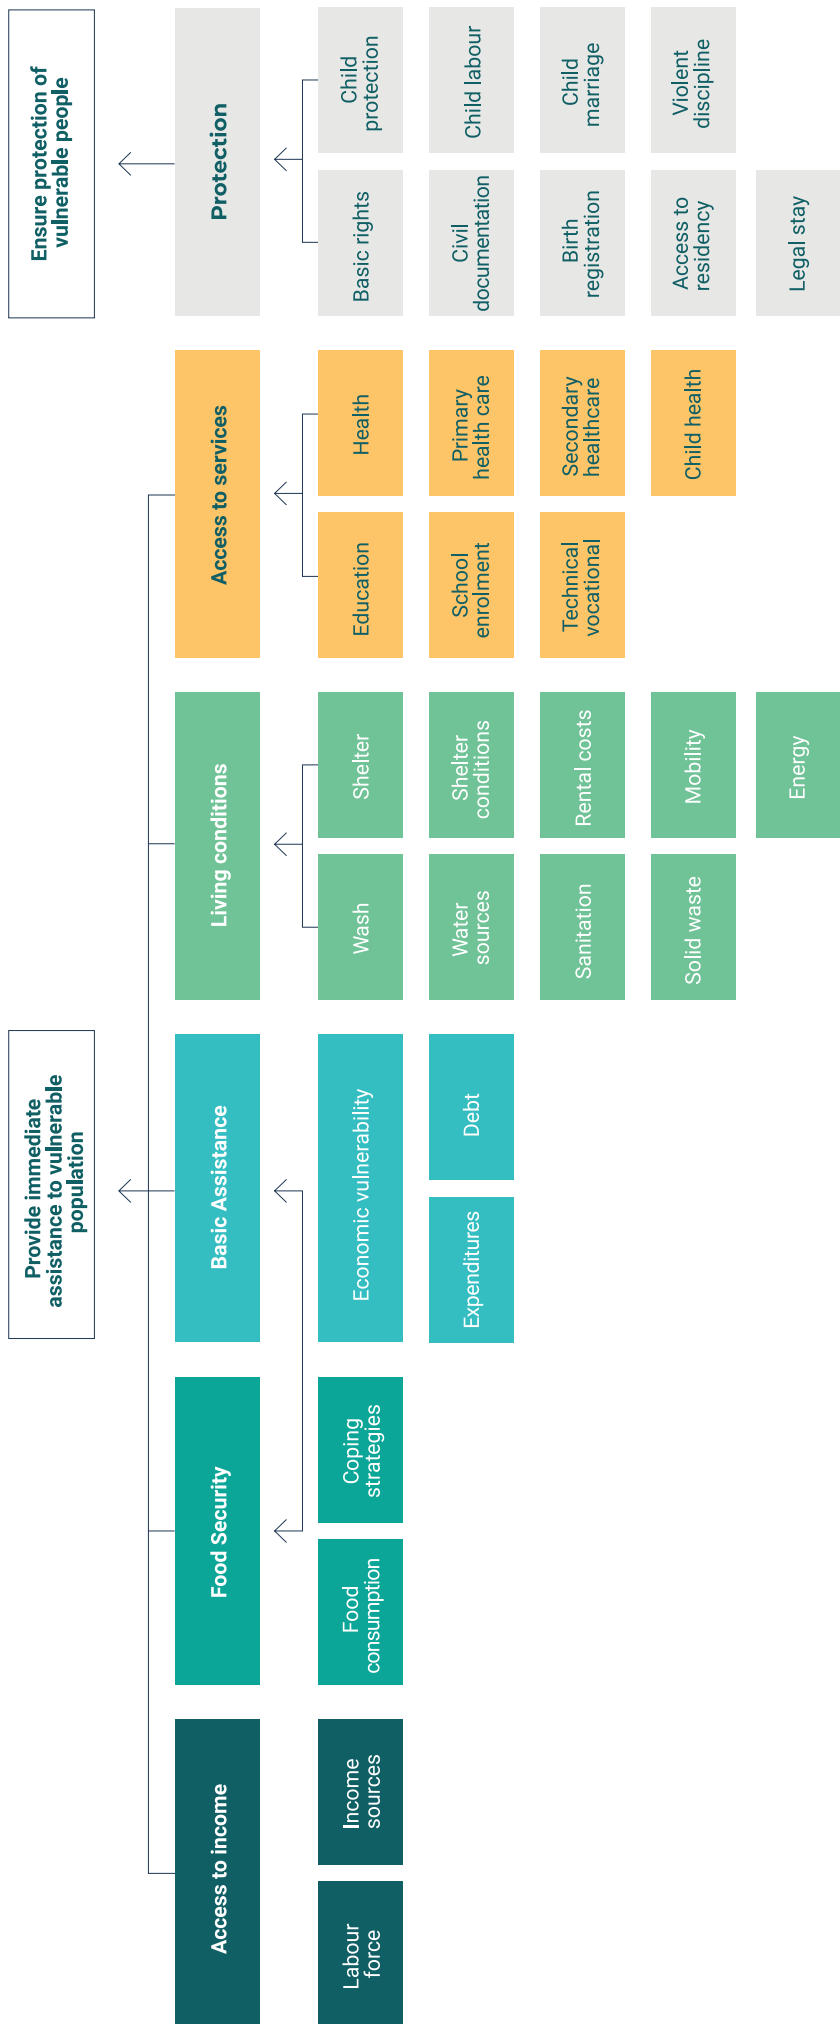 Provide immediate
assistance to vulnerable
population
Ensure protection of
vulnerable people
Access to income
Food Security
Basic Assistance
Living conditions
Access to services
Protection
Labour
force
Income
sources
Food
consumption
Coping
strategies
Economic vulnerability
Wash
Shelter
Education
Health
Basic rights
Child
protection
Expenditures
Debt
Water
sources
Shelter
conditions
School
enrolment
Primary
health care
Civil
documentation
Child labour
Sanitation
Rental costs
Technical
vocational
Secondary
healthcare
Birth
registration
Child
marriage
Solid waste
Mobility
Child health
Access to
residency
Violent
discipline
Energy
Legal stay